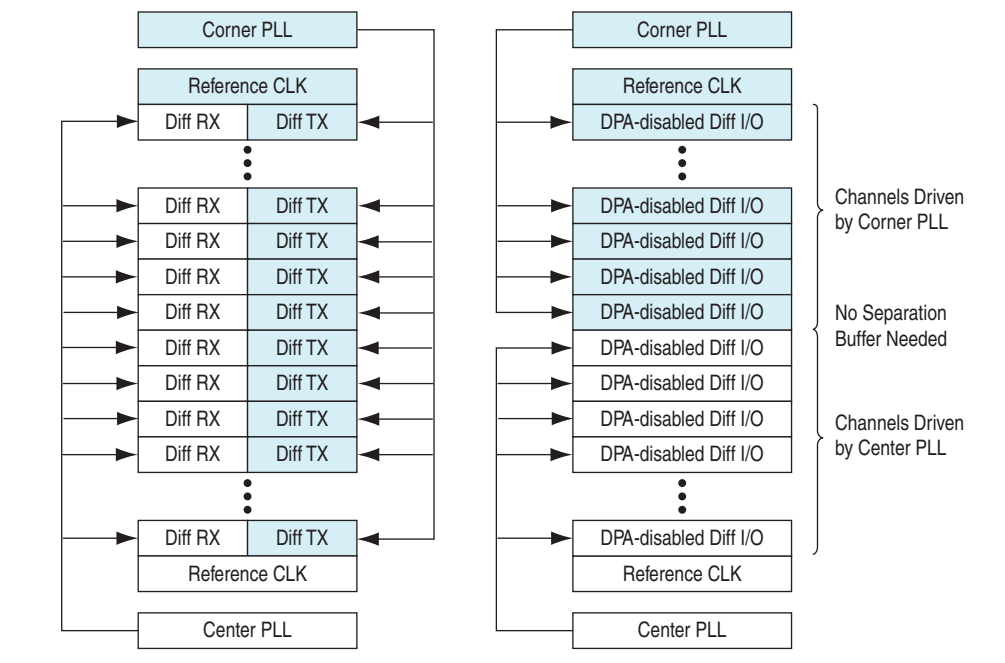 Corner PLL
Reference CLK
Diff RX Diff TX
Diff RX Diff TX
Diff RX Diff TX
Diff RX Diff TX
Diff RX Diff TX
Diff RX Diff TX
Diff RX Diff TX
Diff RX Diff TX
Diff RX Diff TX
Diff RX Diff TX
Reference CLK
Center PLL
Corner PLL
Reference CLK
DPA-disabled Diff I/O
DPA-disabled Diff I/O
DPA-disabled Diff I/O
DPA-disabled Diff I/O
DPA-disabled Diff I/O
DPA-disabled Diff I/O
DPA-disabled Diff I/O
DPA-disabled Diff I/O
DPA-disabled Diff I/O
DPA-disabled Diff I/O
Reference CLK
Center PLL
Channels Driven
by Corner PLL
No Separation
Buffer Needed
Channels Driven
by Center PLL